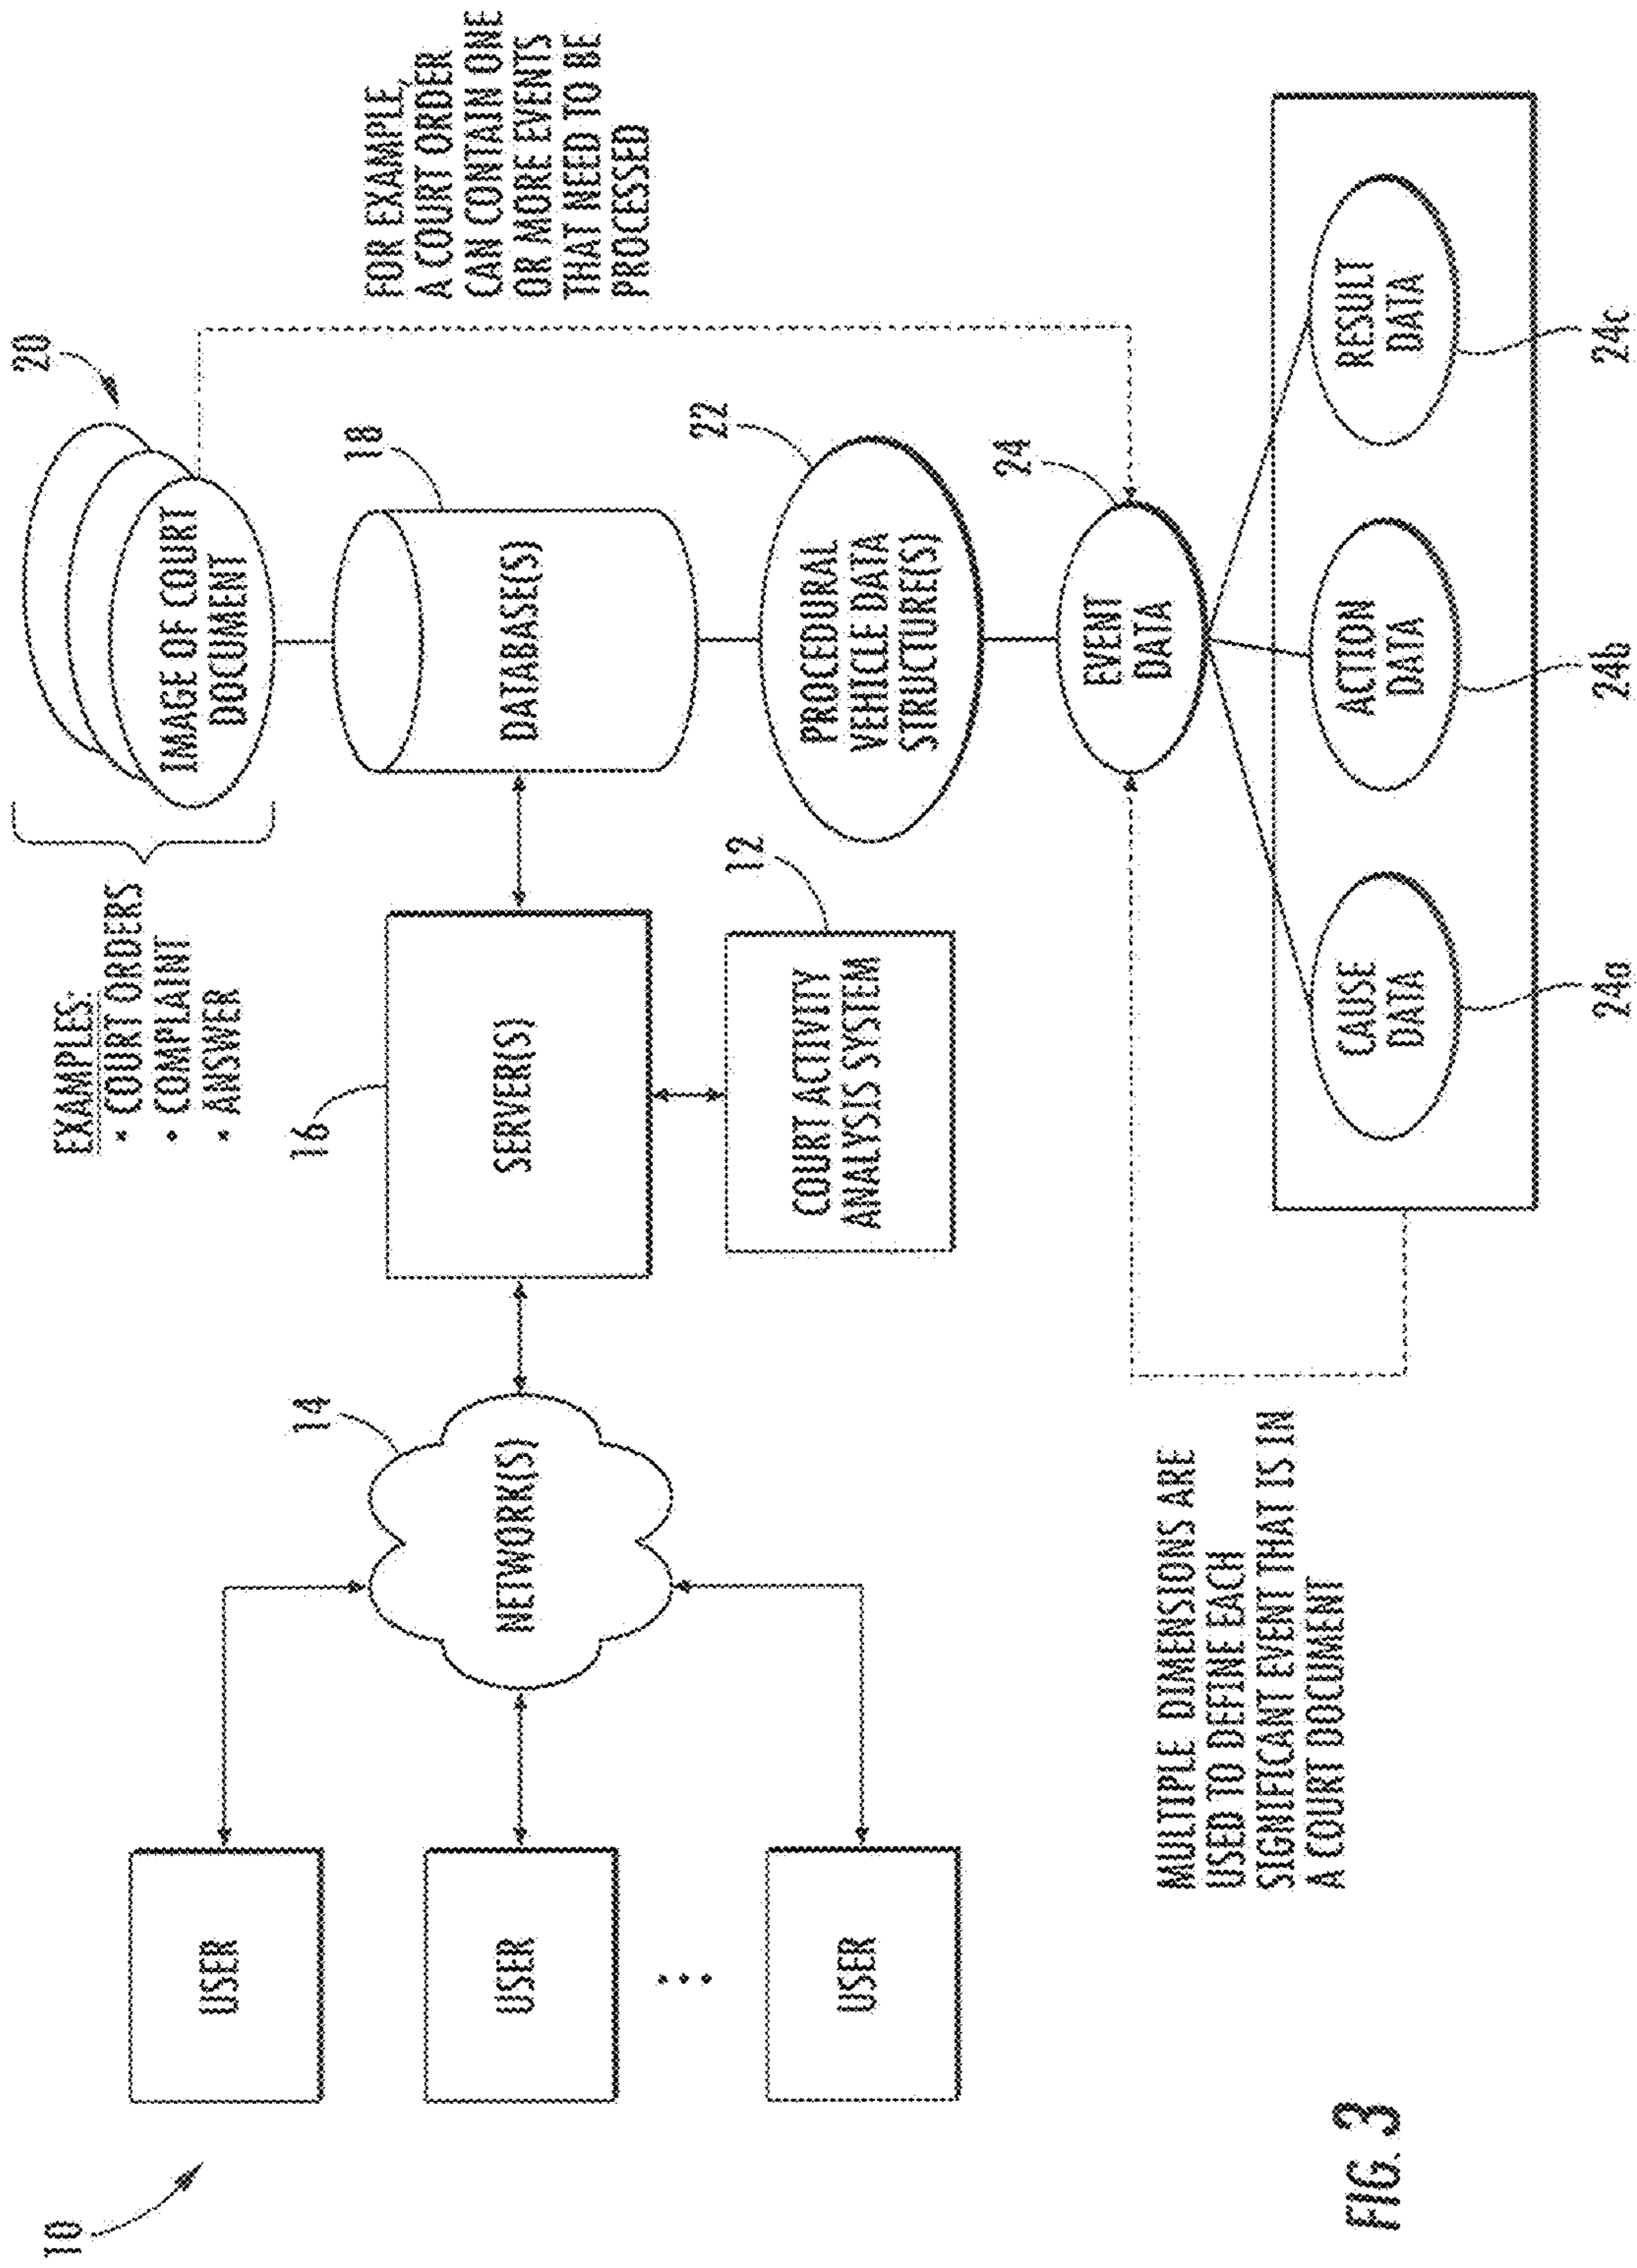 10
USER
USER
...
USER
14
NETWORK(S)
16
SERVER(S)
12
COURT ACTIVITY
ANALYSIS SYSTEM
EXAMPLES:
• COURT ORDERS
• COMPLAINT
• ANSWER
20
IMAGE OF COURT
DOCUMENT
18
DATABASE(S)
22
PROCEDURAL
VEHICLE DATA
STRUCTURE(S)
24
EVENT
DATA
FOR EXAMPLE,
A COURT ORDER
CAN CONTAIN ONE
OR MORE EVENTS
THAT NEED TO BE
PROCESSED
MULTIPLE DIMENSIONS ARE
USED TO DEFINE EACH
SIGNIFICANT EVENT THAT IS IN
A COURT DOCUMENT
CAUSE
DATA
24a
ACTION
DATA
24b
RESULT
DATA
24c
FIG. 3